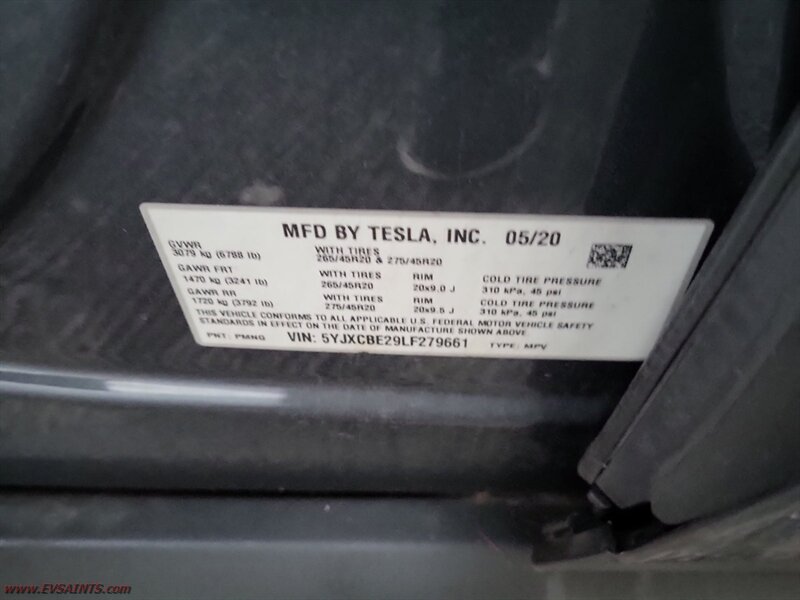 MFD BY TESLA, INC. 05/20
GVWR
3079 kg (6788 lb)
WITH TIRES
265/45R20 & 275/45R20
GAWR FRT
1470 kg (3241 lb)
WITH TIRES
265/45R20
RIM
20x9.0 J
COLD TIRE PRESSURE
310 kPa, 45 psi
GAWR RR
1720 kg (3792 lb)
WITH TIRES
275/45R20
RIM
20x9.5 J
COLD TIRE PRESSURE
310 kPa, 45 psi
THIS VEHICLE CONFORMS TO ALL APPLICABLE U.S. FEDERAL MOTOR VEHICLE SAFETY
STANDARDS IN EFFECT ON THE DATE OF MANUFACTURE SHOWN ABOVE
PNT: PMNG VIN: 5YJXCBE29LF279661 TYPE: MPV
www.EVSAINTS.com